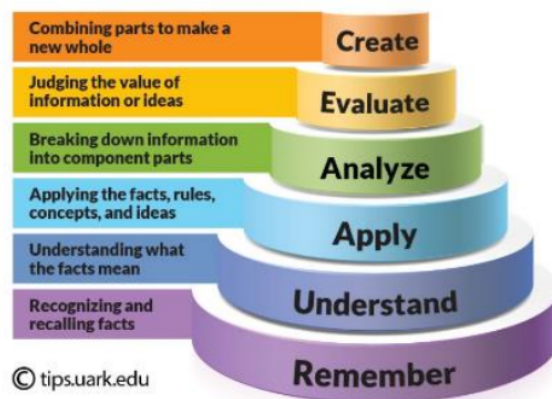 Combining parts to make a
new whole
Create
Judging the value of
information or ideas
Evaluate
Breaking down information
into component parts
Analyze
Applying the facts, rules,
concepts, and ideas
Apply
Understanding what
the facts mean
Understand
Recognizing and
recalling facts
Remember
© tips.uark.edu